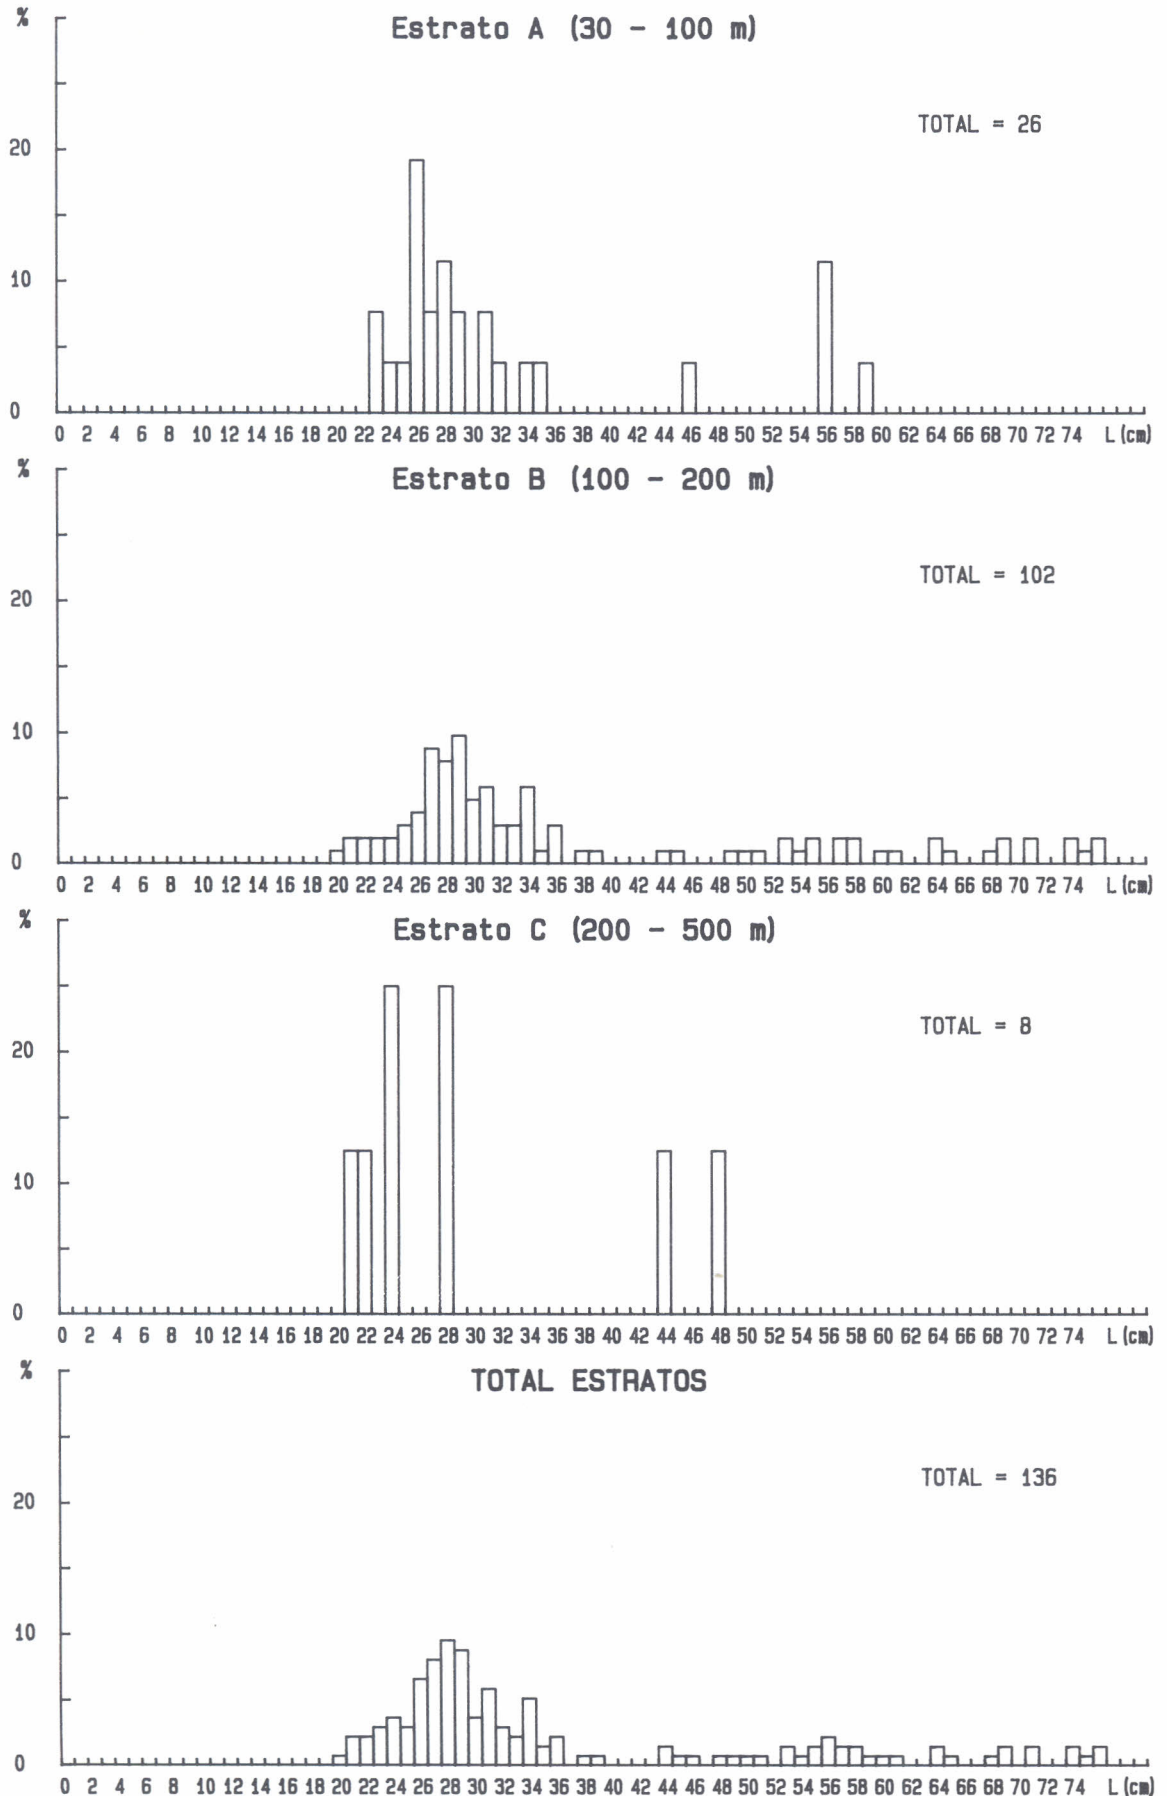 %
Estrato A (30 - 100 m)
TOTAL = 26
20
10
0
0 2 4 6 8 10 12 14 16 18 20 22 24 26 28 30 32 34 36 38 40 42 44 46 48 50 52 54 56 58 60 62 64 66 68 70 72 74 L (cm)
%
Estrato B (100 - 200 m)
TOTAL = 102
20
10
0
0 2 4 6 8 10 12 14 16 18 20 22 24 26 28 30 32 34 36 38 40 42 44 46 48 50 52 54 56 58 60 62 64 66 68 70 72 74 L (cm)
%
Estrato C (200 - 500 m)
TOTAL = 8
20
10
0
0 2 4 6 8 10 12 14 16 18 20 22 24 26 28 30 32 34 36 38 40 42 44 46 48 50 52 54 56 58 60 62 64 66 68 70 72 74 L (cm)
%
TOTAL ESTRATOS
TOTAL = 136
20
10
0
0 2 4 6 8 10 12 14 16 18 20 22 24 26 28 30 32 34 36 38 40 42 44 46 48 50 52 54 56 58 60 62 64 66 68 70 72 74 L (cm)